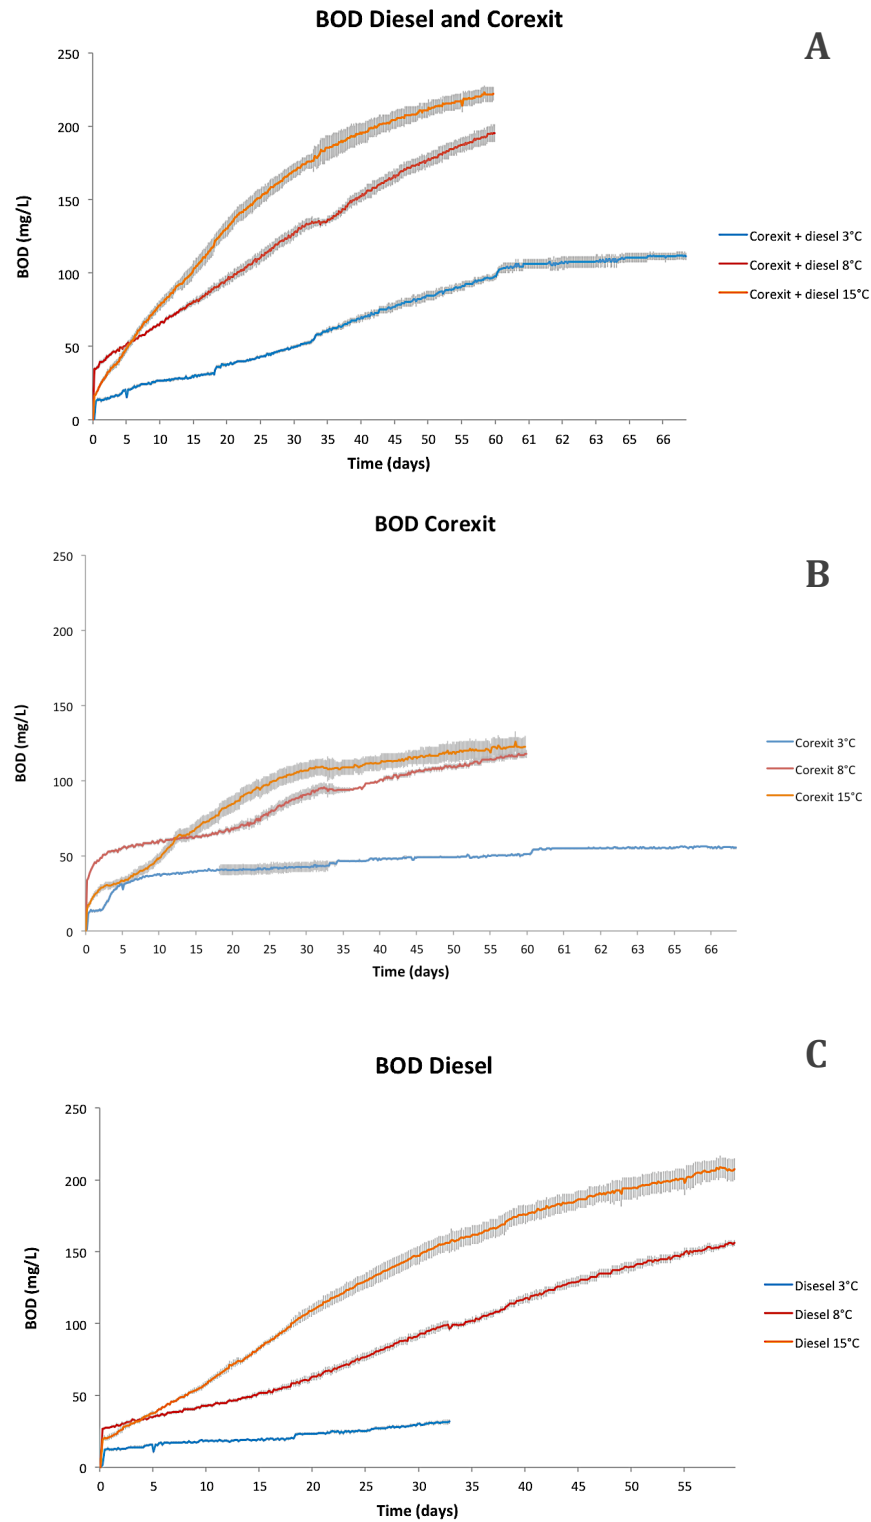 BOD Diesel and Corexit
A
250
200
150
100
50
0
BOD (mg/L)
0 5 10 15 20 25 30 35 40 45 50 55 60 61 62 63 65 66
Time (days)
Corexit + diesel 3°C
Corexit + diesel 8°C
Corexit + diesel 15°C
BOD Corexit
B
250
200
150
100
50
0
BOD (mg/L)
0 5 10 15 20 25 30 35 40 45 50 55 60 61 62 63 65 66
Time (days)
Corexit 3°C
Corexit 8°C
Corexit 15°C
BOD Diesel
C
250
200
150
100
50
0
BOD (mg/L)
0 5 10 15 20 25 30 35 40 45 50 55
Time (days)
Disesel 3°C
Diesel 8°C
Diesel 15°C